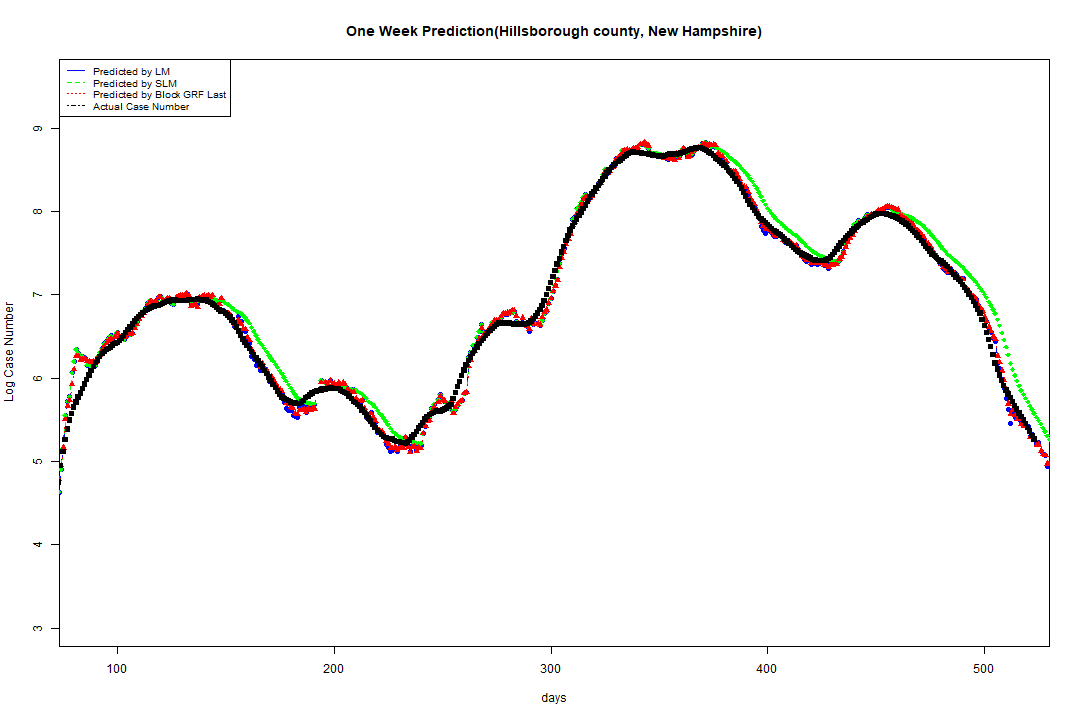 One Week Prediction(Hillsborough county, New Hampshire)
Predicted by LM
Predicted by SLM
Predicted by Block GRF Last
Actual Case Number
Log Case Number
9
8
7
6
5
4
3
100 200 300 400 500
days